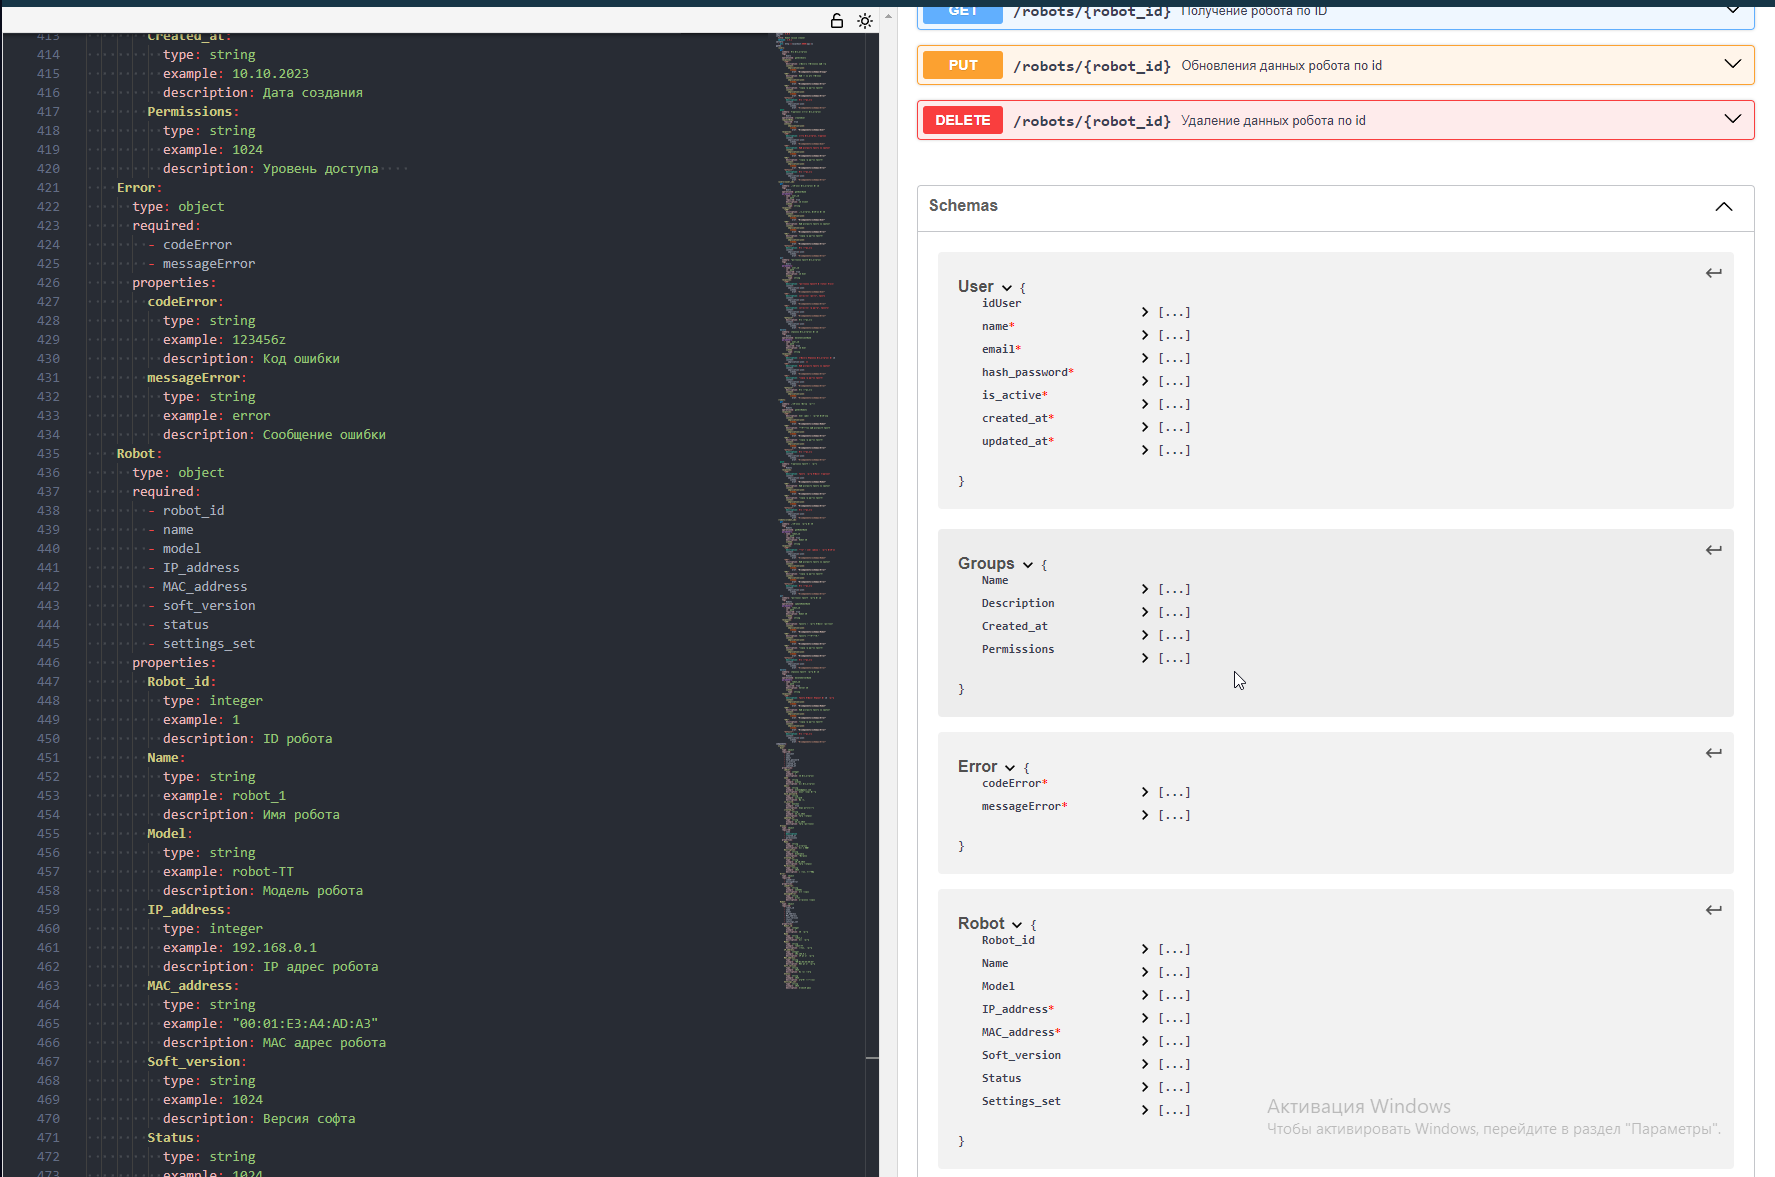 413 Created_at:
414 type: string
415 example: 10.10.2023
416 description: Дата создания
417 Permissions:
418 type: string
419 example: 1024
420 description: Уровень доступа
421 Error:
422 type: object
423 required:
424 - codeError
425 - messageError
426 properties:
427 codeError:
428 type: string
429 example: 123456z
430 description: Код ошибки
431 messageError:
432 type: string
433 example: error
434 description: Сообщение ошибки
435 Robot:
436 type: object
437 required:
438 - robot_id
439 - name
440 - model
441 - IP_address
442 - MAC_address
443 - soft_version
444 - status
445 - settings_set
446 properties:
447 Robot_id:
448 type: integer
449 example: 1
450 description: ID робота
451 Name:
452 type: string
453 example: robot_1
454 description: Имя робота
455 Model:
456 type: string
457 example: robot-TT
458 description: Модель робота
459 IP_address:
460 type: integer
461 example: 192.168.0.1
462 description: IP адрес робота
463 MAC_address:
464 type: string
465 example: "00:01:E3:A4:AD:A3"
466 description: MAC адрес робота
467 Soft_version:
468 type: string
469 example: 1024
470 description: Версия софта
471 Status:
472 type: string
473 example: 1024
GET /robots/{robot_id} Получение робота по ID
PUT /robots/{robot_id} Обновления данных робота по id
DELETE /robots/{robot_id} Удаление данных робота по id
Schemas
User {
idUser [...]
name* [...]
email* [...]
hash_password* [...]
is_active* [...]
created_at* [...]
updated_at* [...]
}
Groups {
Name [...]
Description [...]
Created_at [...]
Permissions [...]
}
Error {
codeError* [...]
messageError* [...]
}
Robot {
Robot_id [...]
Name [...]
Model [...]
IP_address* [...]
MAC_address* [...]
Soft_version [...]
Status [...]
Settings_set [...]
}
Активация Windows
Чтобы активировать Windows, перейдите в раздел "Параметры".